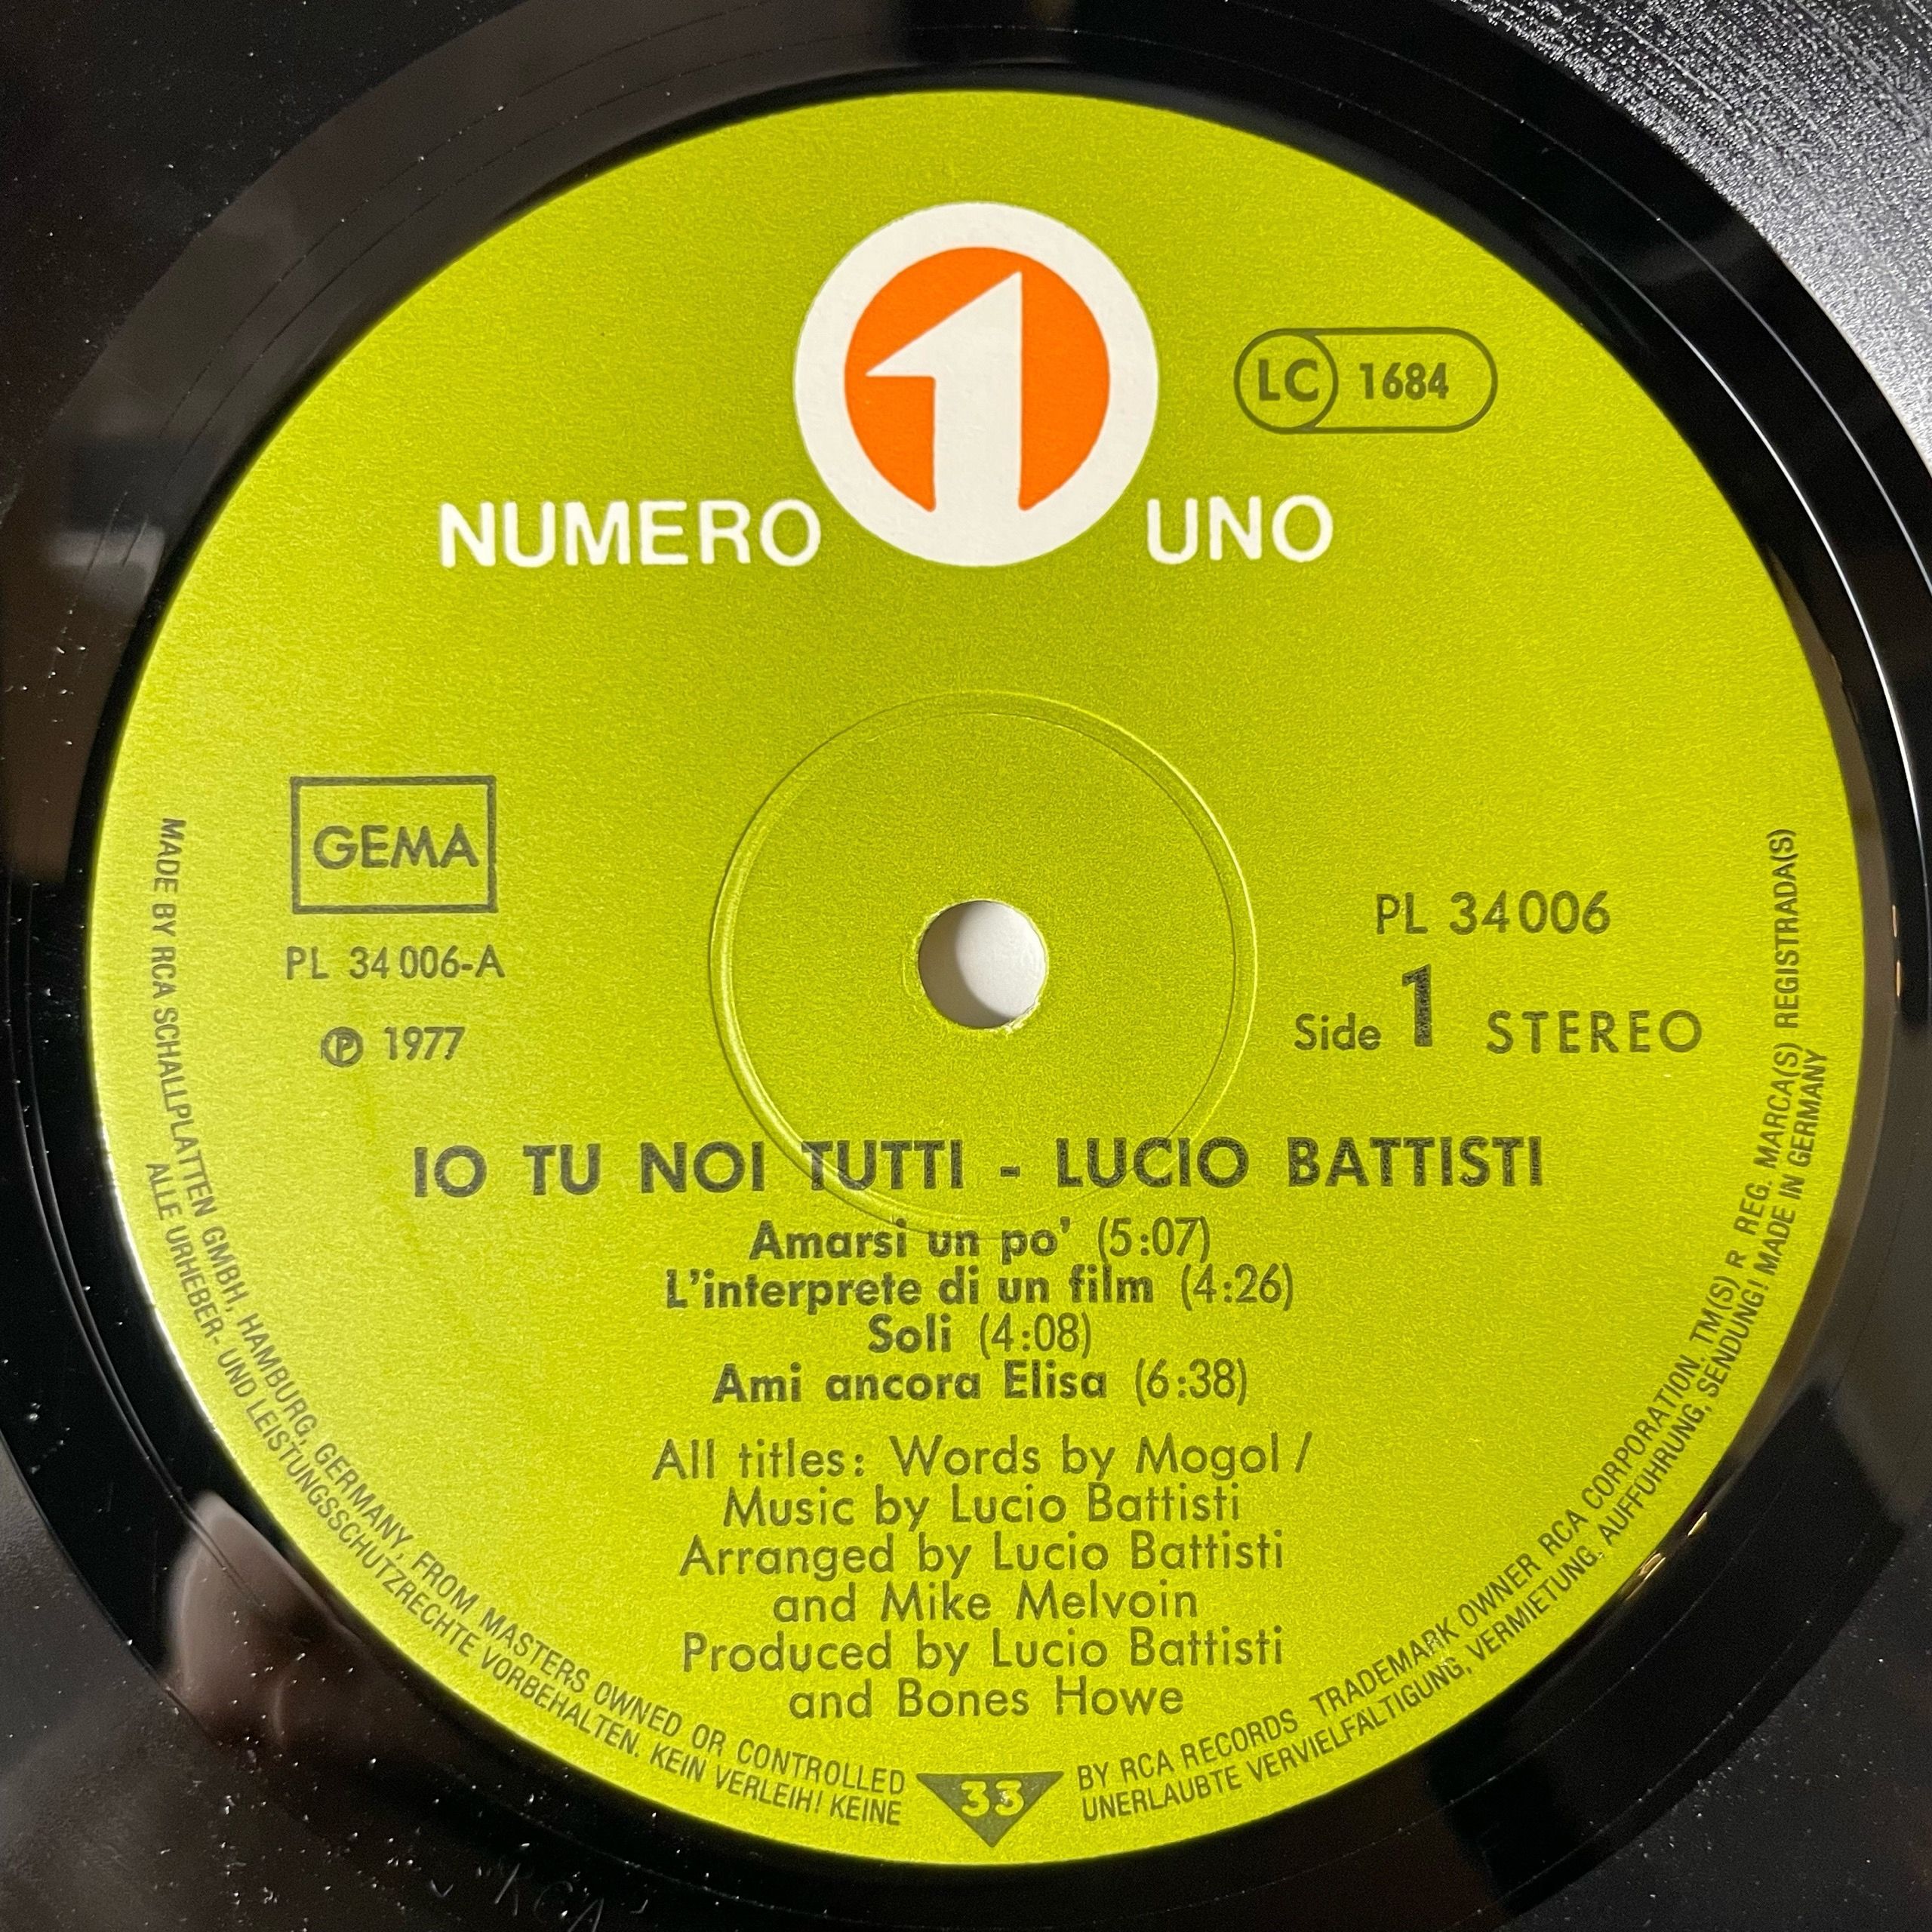 1
NUMERO UNO
LC 1684
GEMA
PL 34006-A
℗ 1977
PL 34006
Side 1 STEREO
IO TU NOI TUTTI - LUCIO BATTISTI
Amarsi un po' (5:07)
L'interprete di un film (4:26)
Soli (4:08)
Ami ancora Elisa (6:38)
All titles: Words by Mogol /
Music by Lucio Battisti
Arranged by Lucio Battisti
and Mike Melvoin
Produced by Lucio Battisti
and Bones Howe
33
MADE BY RCA SCHALLPLATTEN GMBH, HAMBURG, GERMANY, FROM MASTERS OWNED OR CONTROLLED BY RCA RECORDS TRADEMARK OWNER RCA CORPORATION. TM(S) R REG. MARCA(S) REGISTRADA(S)
ALLE URHEBER- UND LEISTUNGSSCHUTZRECHTE VORBEHALTEN. KEIN VERLEIH! KEINE UNERLAUBTE VERVIELFÄLTIGUNG, VERMIETUNG, AUFFÜHRUNG, SENDUNG! MADE IN GERMANY
RCA